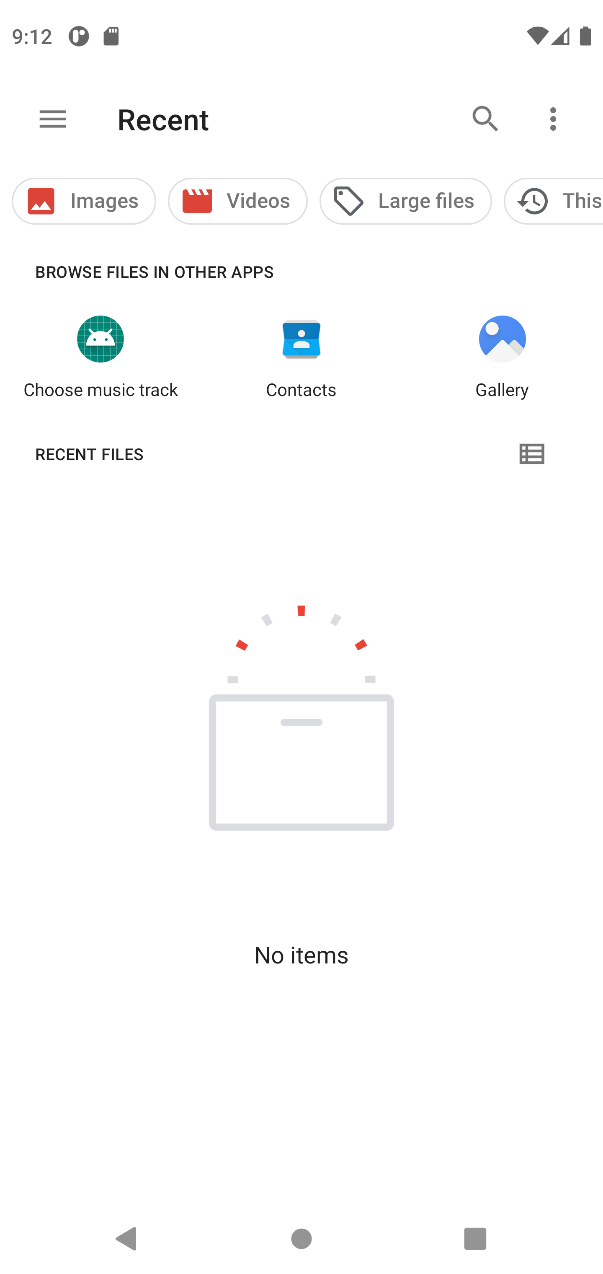 9:12
Recent
Images
Videos
Large files
This
BROWSE FILES IN OTHER APPS
Choose music track
Contacts
Gallery
RECENT FILES
No items